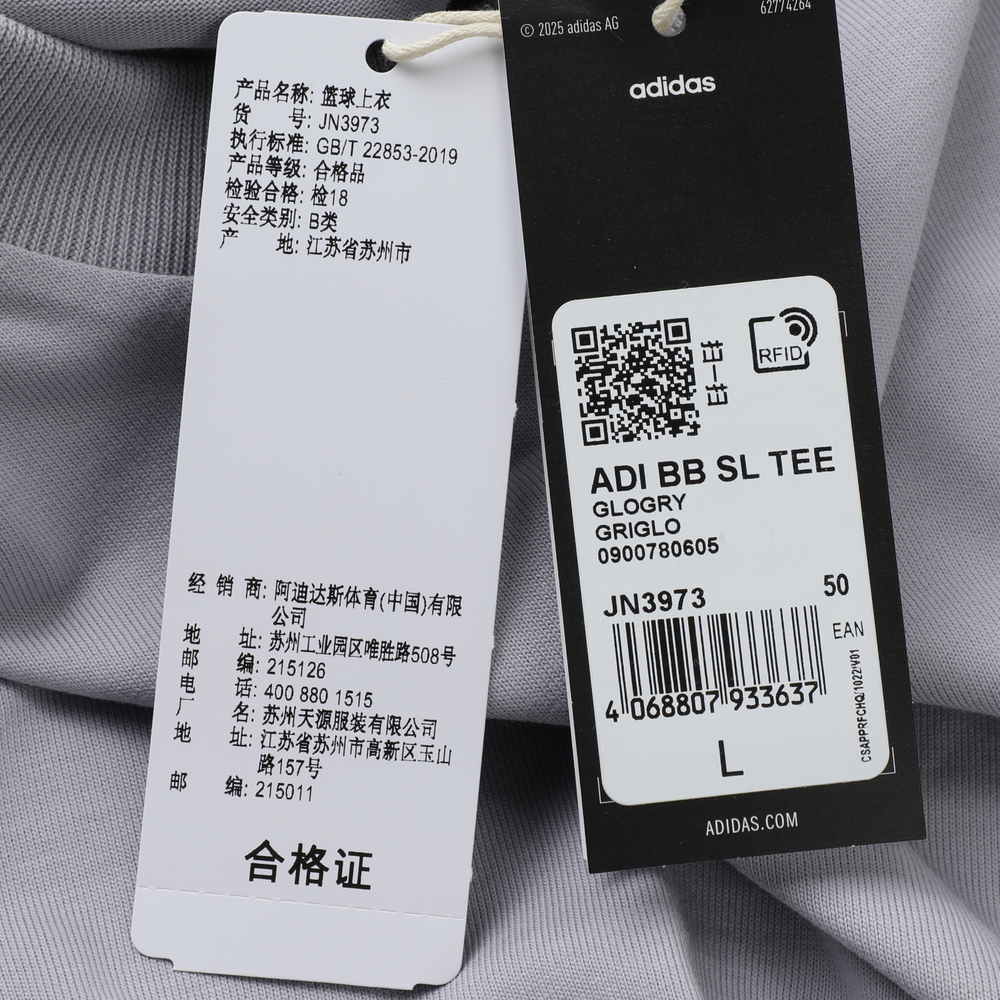 产品名称: 篮球上衣
货 号: JN3973
执行标准: GB/T 22853-2019
产品等级: 合格品
检验合格: 检18
安全类别: B类
产 地: 江苏省苏州市
经 销 商: 阿迪达斯体育(中国)有限
公司
地 址: 苏州工业园区唯胜路508号
邮 编: 215126
电 话: 400 880 1515
厂 名: 苏州天源服装有限公司
地 址: 江苏省苏州市高新区玉山
路157号
邮 编: 215011
合格证
© 2025 adidas AG
62774264
adidas
扫一扫
RFID
ADI BB SL TEE
GLOGRY
GRIGLO
0900780605
JN3973
50
EAN
4 068807 933637
CSAPPRFCHQ/1022/V01
L
ADIDAS.COM